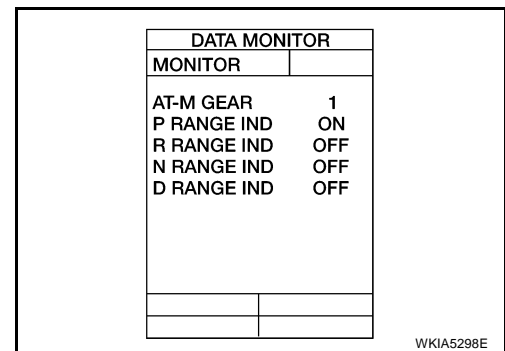 DATA MONITOR
MONITOR
AT-M GEAR 1
P RANGE IND ON
R RANGE IND OFF
N RANGE IND OFF
D RANGE IND OFF
WKIA5298E